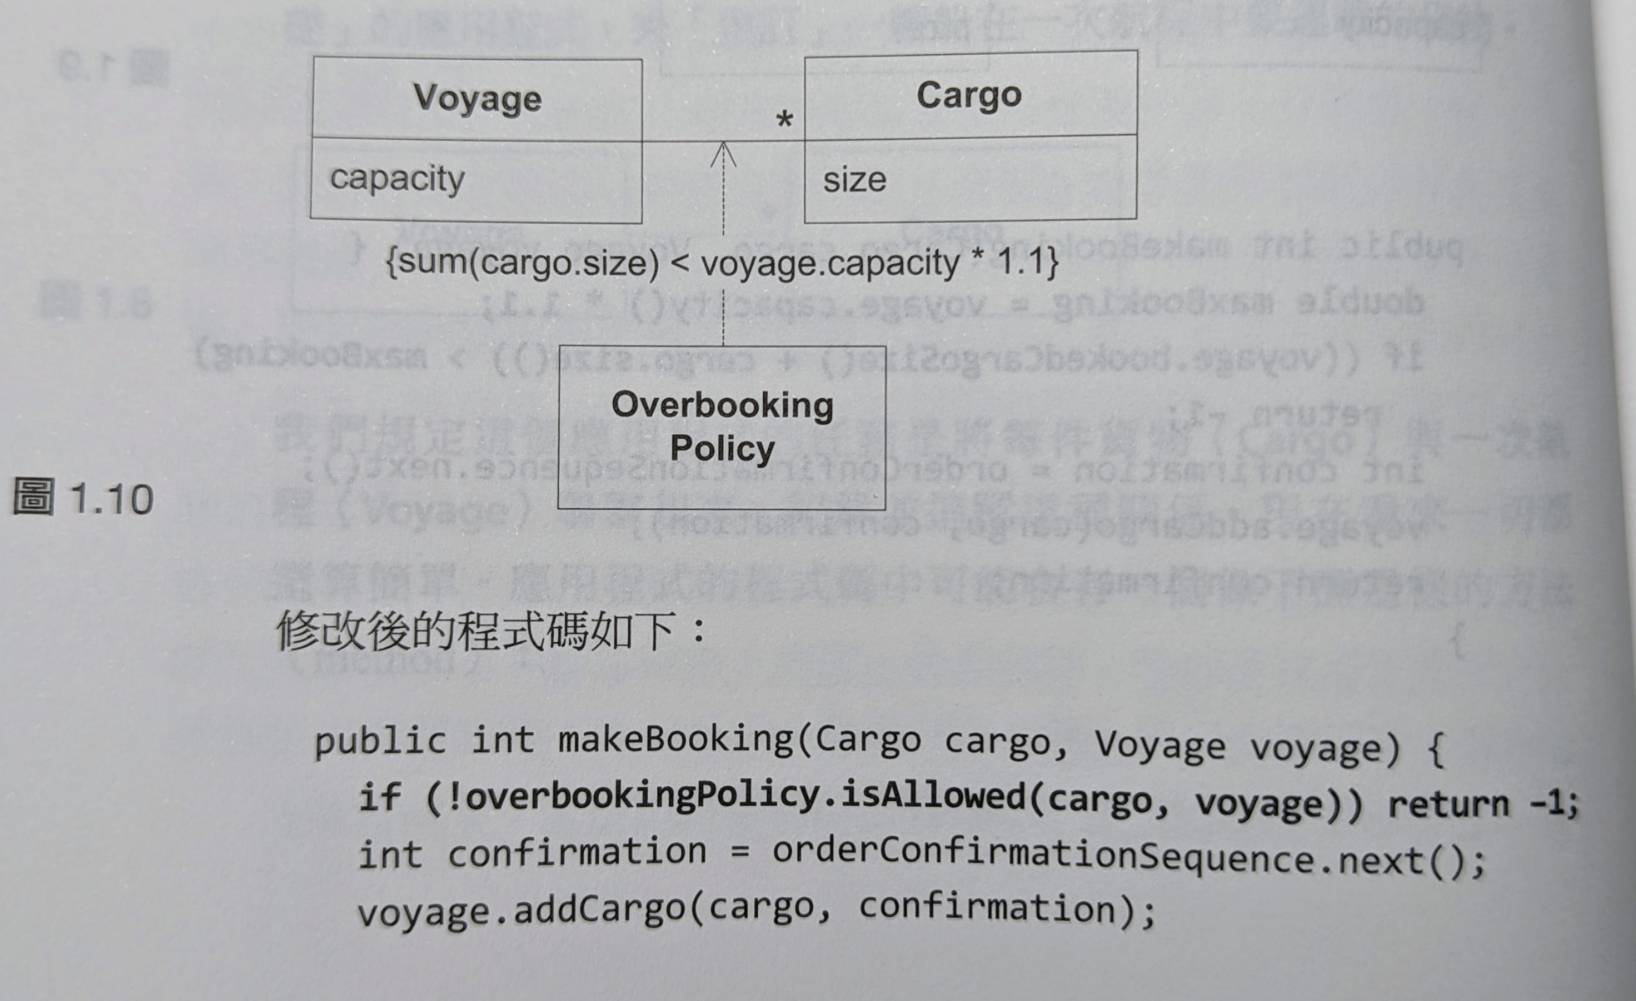 Voyage
*
Cargo
capacity
size
{sum(cargo.size) < voyage.capacity * 1.1}
Overbooking
Policy
圖 1.10
修改後的程式碼如下：
public int makeBooking(Cargo cargo, Voyage voyage) {
if (!overbookingPolicy.isAllowed(cargo, voyage)) return -1;
int confirmation = orderConfirmationSequence.next();
voyage.addCargo(cargo, confirmation);